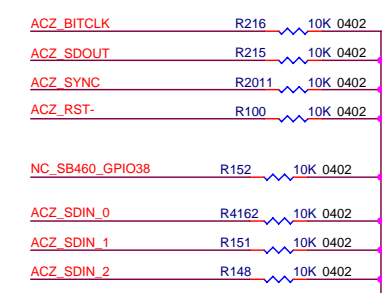 ACZ_BITCLK R216 10K 0402
ACZ_SDOUT R215 10K 0402
ACZ_SYNC R2011 10K 0402
ACZ_RST- R100 10K 0402
NC_SB460_GPIO38 R152 10K 0402
ACZ_SDIN_0 R4162 10K 0402
ACZ_SDIN_1 R151 10K 0402
ACZ_SDIN_2 R148 10K 0402